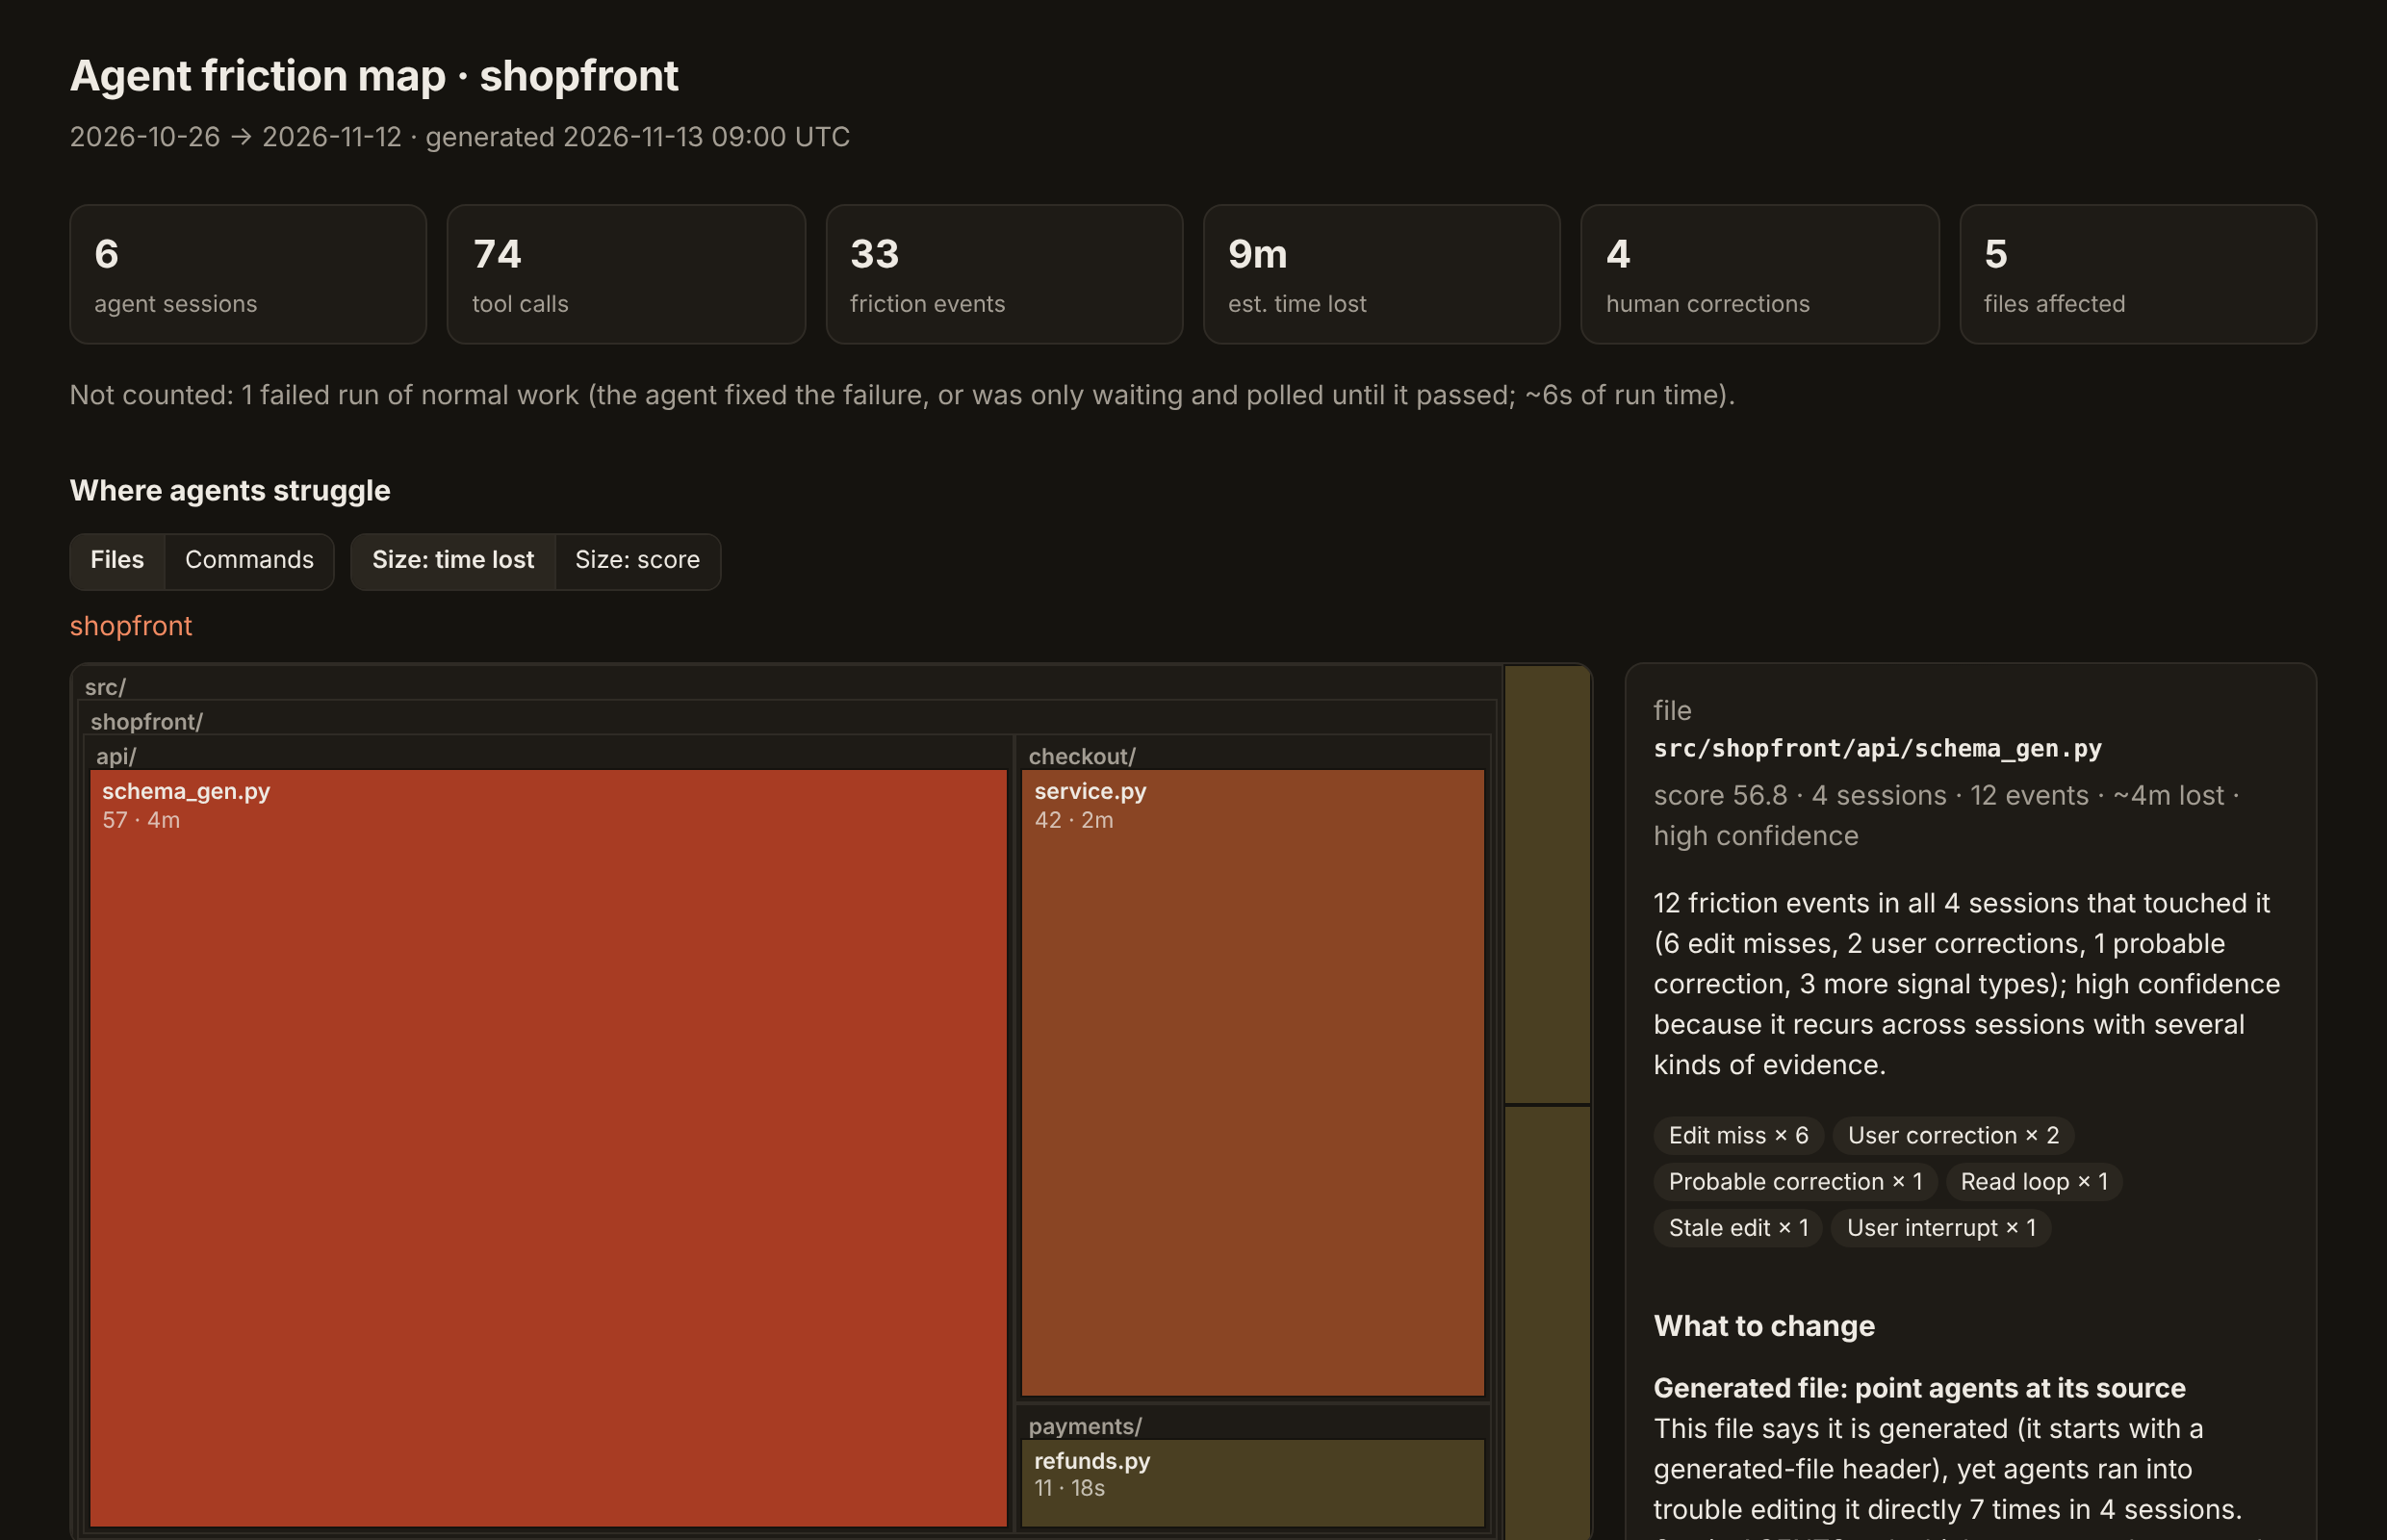 Agent friction map · shopfront
2026-10-26 → 2026-11-12 · generated 2026-11-13 09:00 UTC
6
agent sessions
74
tool calls
33
friction events
9m
est. time lost
4
human corrections
5
files affected
Not counted: 1 failed run of normal work (the agent fixed the failure, or was only waiting and polled until it passed; ~6s of run time).
Where agents struggle
Files
Commands
Size: time lost
Size: score
shopfront
src/
shopfront/
api/
schema_gen.py
57 · 4m
checkout/
service.py
42 · 2m
payments/
refunds.py
11 · 18s
file
src/shopfront/api/schema_gen.py
score 56.8 · 4 sessions · 12 events · ~4m lost ·
high confidence
12 friction events in all 4 sessions that touched it
(6 edit misses, 2 user corrections, 1 probable
correction, 3 more signal types); high confidence
because it recurs across sessions with several
kinds of evidence.
Edit miss × 6
User correction × 2
Probable correction × 1
Read loop × 1
Stale edit × 1
User interrupt × 1
What to change
Generated file: point agents at its source
This file says it is generated (it starts with a
generated-file header), yet agents ran into
trouble editing it directly 7 times in 4 sessions.